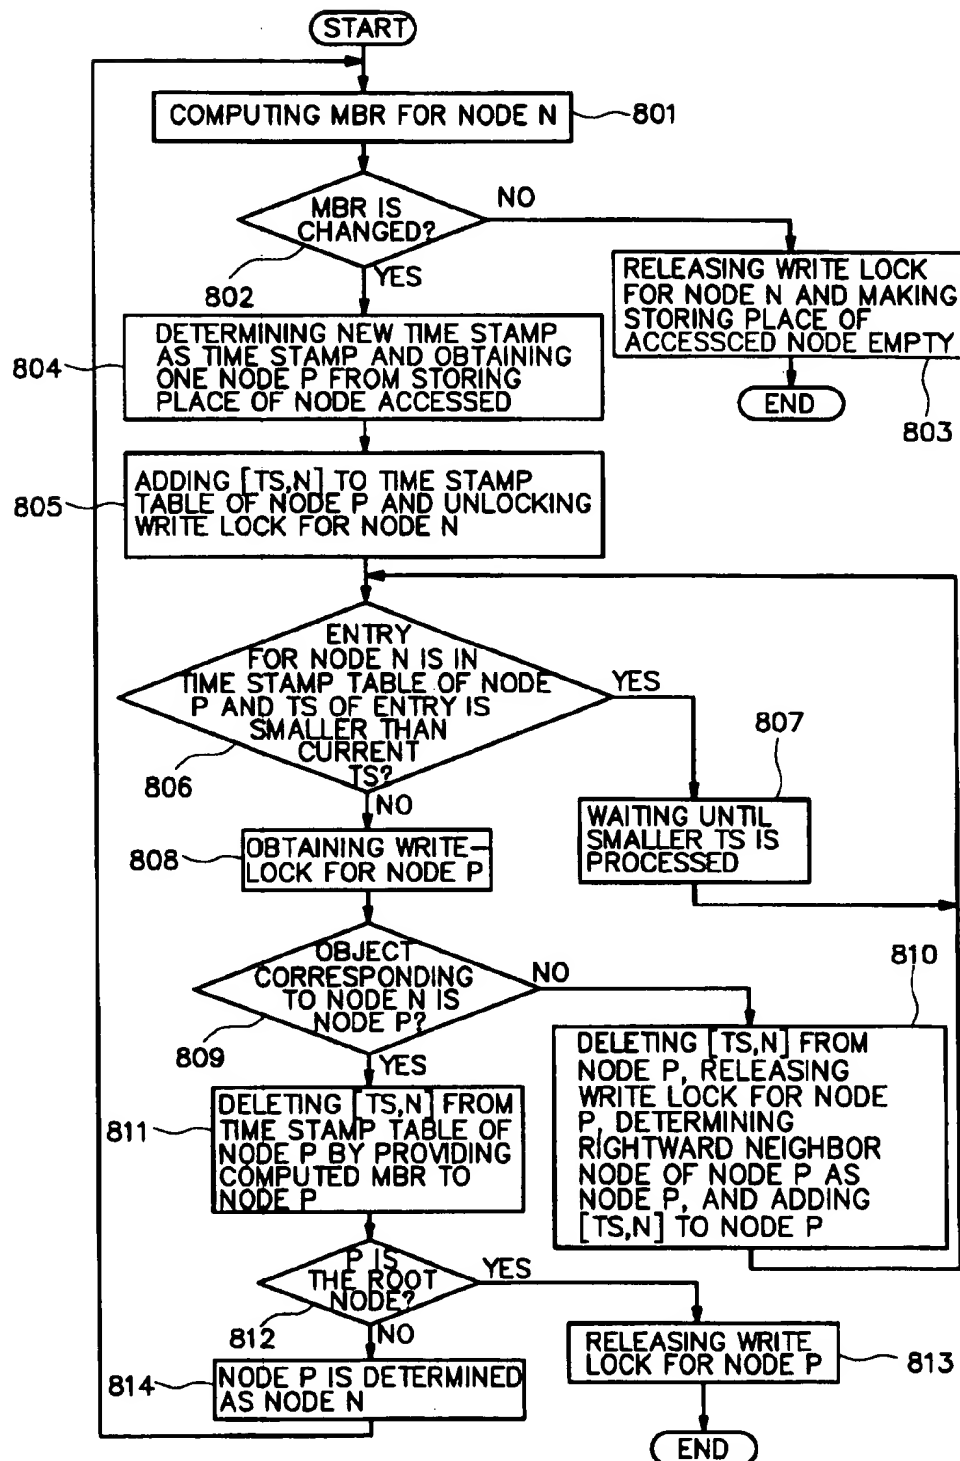 START
COMPUTING MBR FOR NODE N
801
MBR IS
CHANGED?
NO
802
YES
RELEASING WRITE LOCK
FOR NODE N AND MAKING
STORING PLACE OF
ACCESSCED NODE EMPTY
803
END
804
DETERMINING NEW TIME STAMP
AS TIME STAMP AND OBTAINING
ONE NODE P FROM STORING
PLACE OF NODE ACCESSED
805
ADDING [TS,N] TO TIME STAMP
TABLE OF NODE P AND UNLOCKING
WRITE LOCK FOR NODE N
ENTRY
FOR NODE N IS IN
TIME STAMP TABLE OF NODE
P AND TS OF ENTRY IS
SMALLER THAN
CURRENT
TS?
806
YES
NO
807
WAITING UNTIL
SMALLER TS IS
PROCESSED
808
OBTAINING WRITE-
LOCK FOR NODE P
OBJECT
CORRESPONDING
TO NODE N IS
NODE P?
809
NO
YES
810
DELETING [TS,N] FROM
NODE P, RELEASING
WRITE LOCK FOR NODE
P, DETERMINING
RIGHTWARD NEIGHBOR
NODE OF NODE P AS
NODE P, AND ADDING
[TS,N] TO NODE P
811
DELETING [TS,N] FROM
TIME STAMP TABLE OF
NODE P BY PROVIDING
COMPUTED MBR TO
NODE P
P IS
THE ROOT
NODE?
812
YES
NO
RELEASING WRITE
LOCK FOR NODE P
813
814
NODE P IS DETERMINED
AS NODE N
END